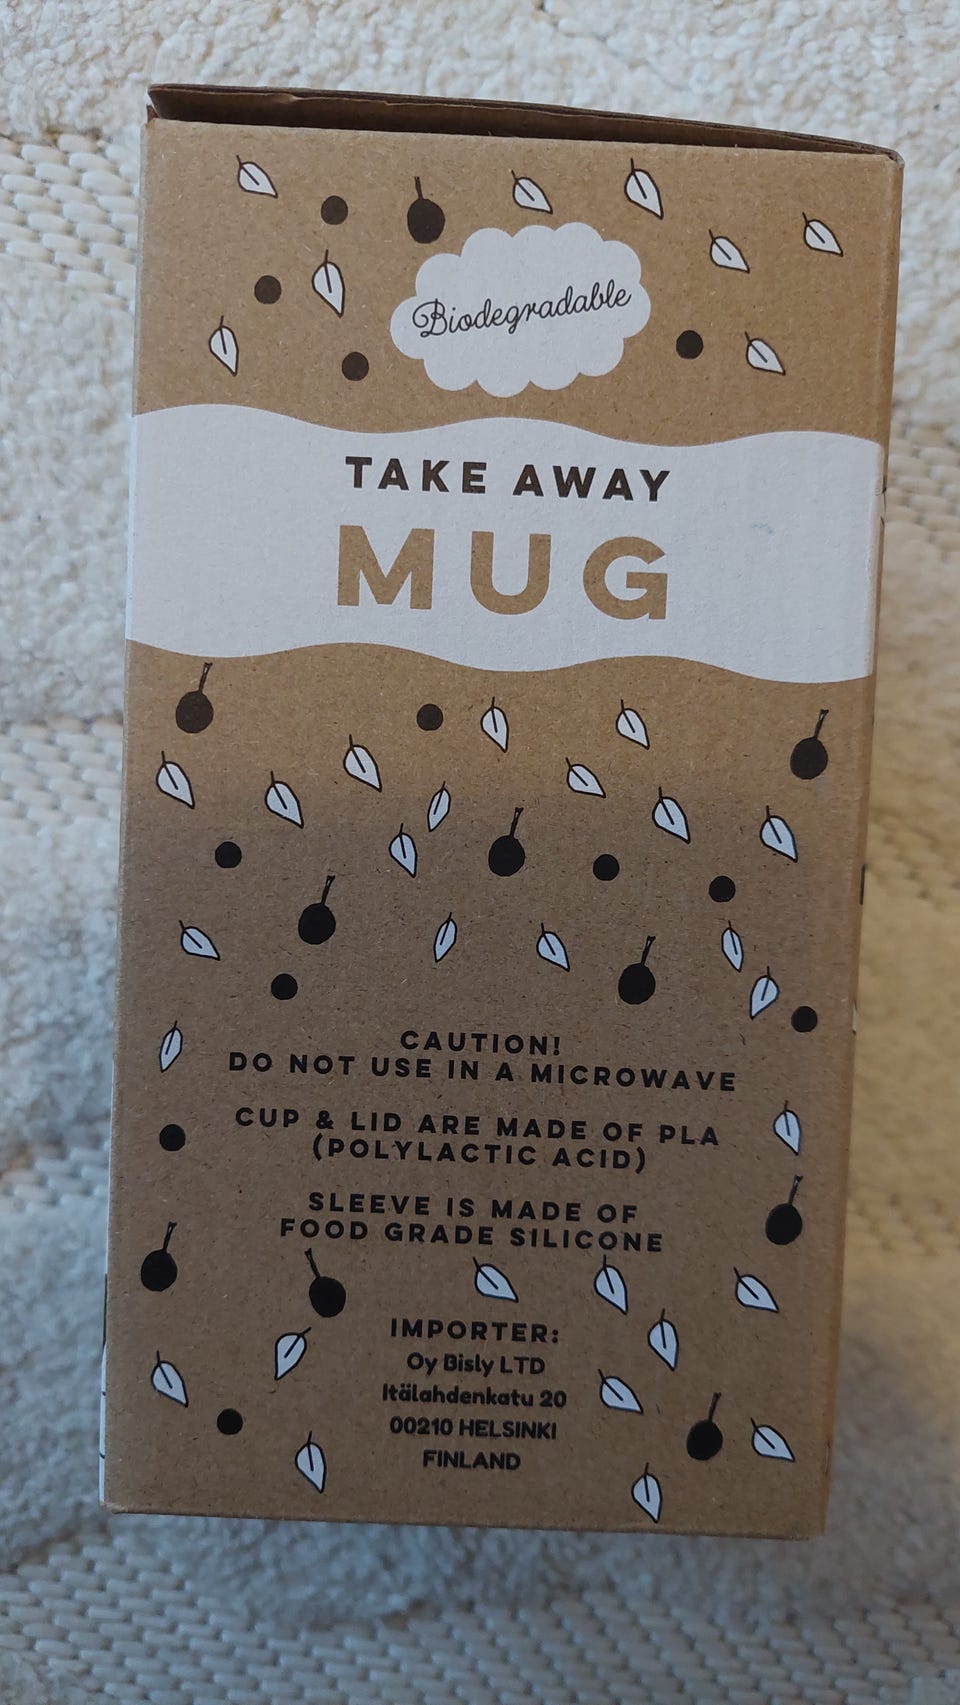 Biodegradable
TAKE AWAY
MUG
CAUTION!
DO NOT USE IN A MICROWAVE
CUP & LID ARE MADE OF PLA
(POLYLACTIC ACID)
SLEEVE IS MADE OF
FOOD GRADE SILICONE
IMPORTER:
Oy Bisly LTD
Itälahdenkatu 20
00210 HELSINKI
FINLAND